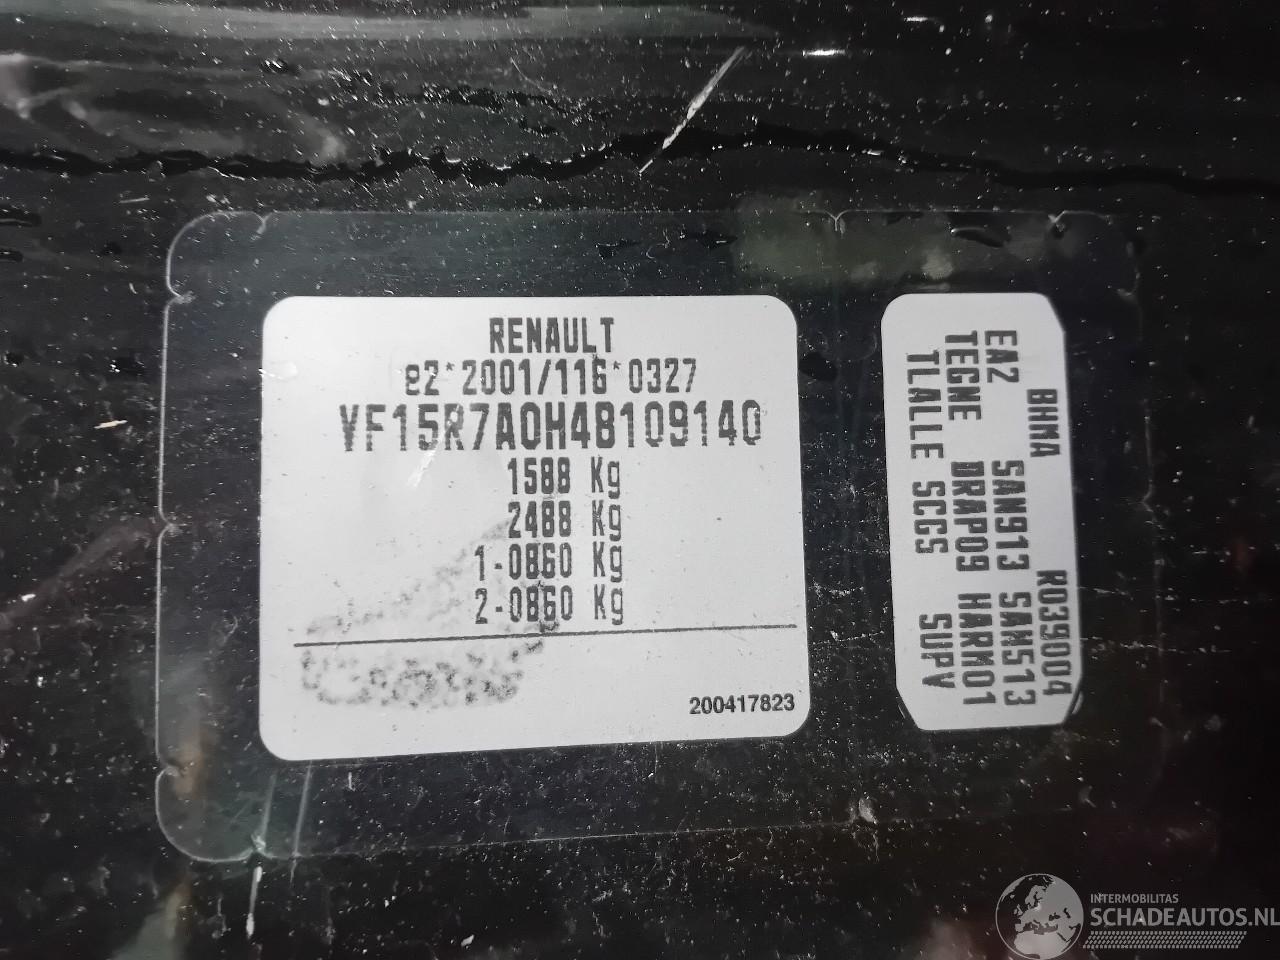 RENAULT
e2*2001/116*0327
VF15R7A0H48109140
1588 Kg
2488 Kg
1-0860 Kg
2-0860 Kg
200417823
BHMA R039004
EA2 SAN913 SAN513
TEGNE DRAP09 HARM01
TLALLE SCGS SUPV
INTERMOBILITAS
SCHADEAUTOS.NL